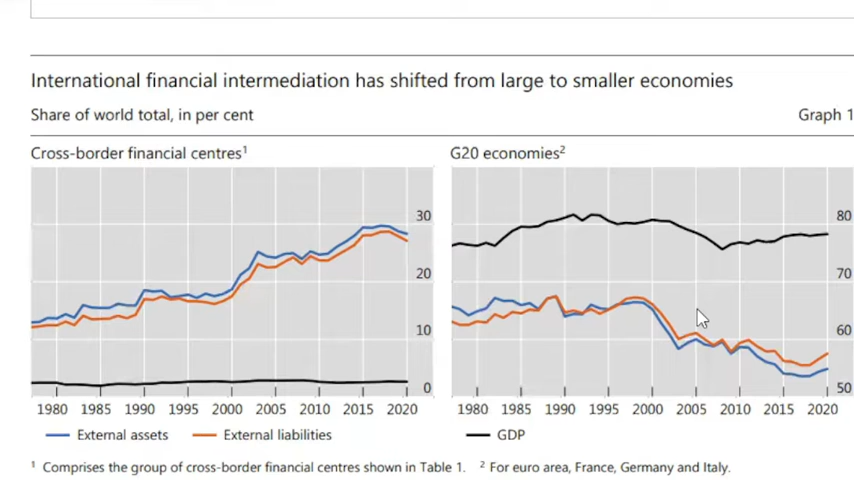 International financial intermediation has shifted from large to smaller economies
Share of world total, in per cent
Graph 1
Cross-border financial centres¹
G20 economies²
30
20
10
0
80
70
60
50
1980 1985 1990 1995 2000 2005 2010 2015 2020
1980 1985 1990 1995 2000 2005 2010 2015 2020
External assets External liabilities
GDP
¹ Comprises the group of cross-border financial centres shown in Table 1. ² For euro area, France, Germany and Italy.